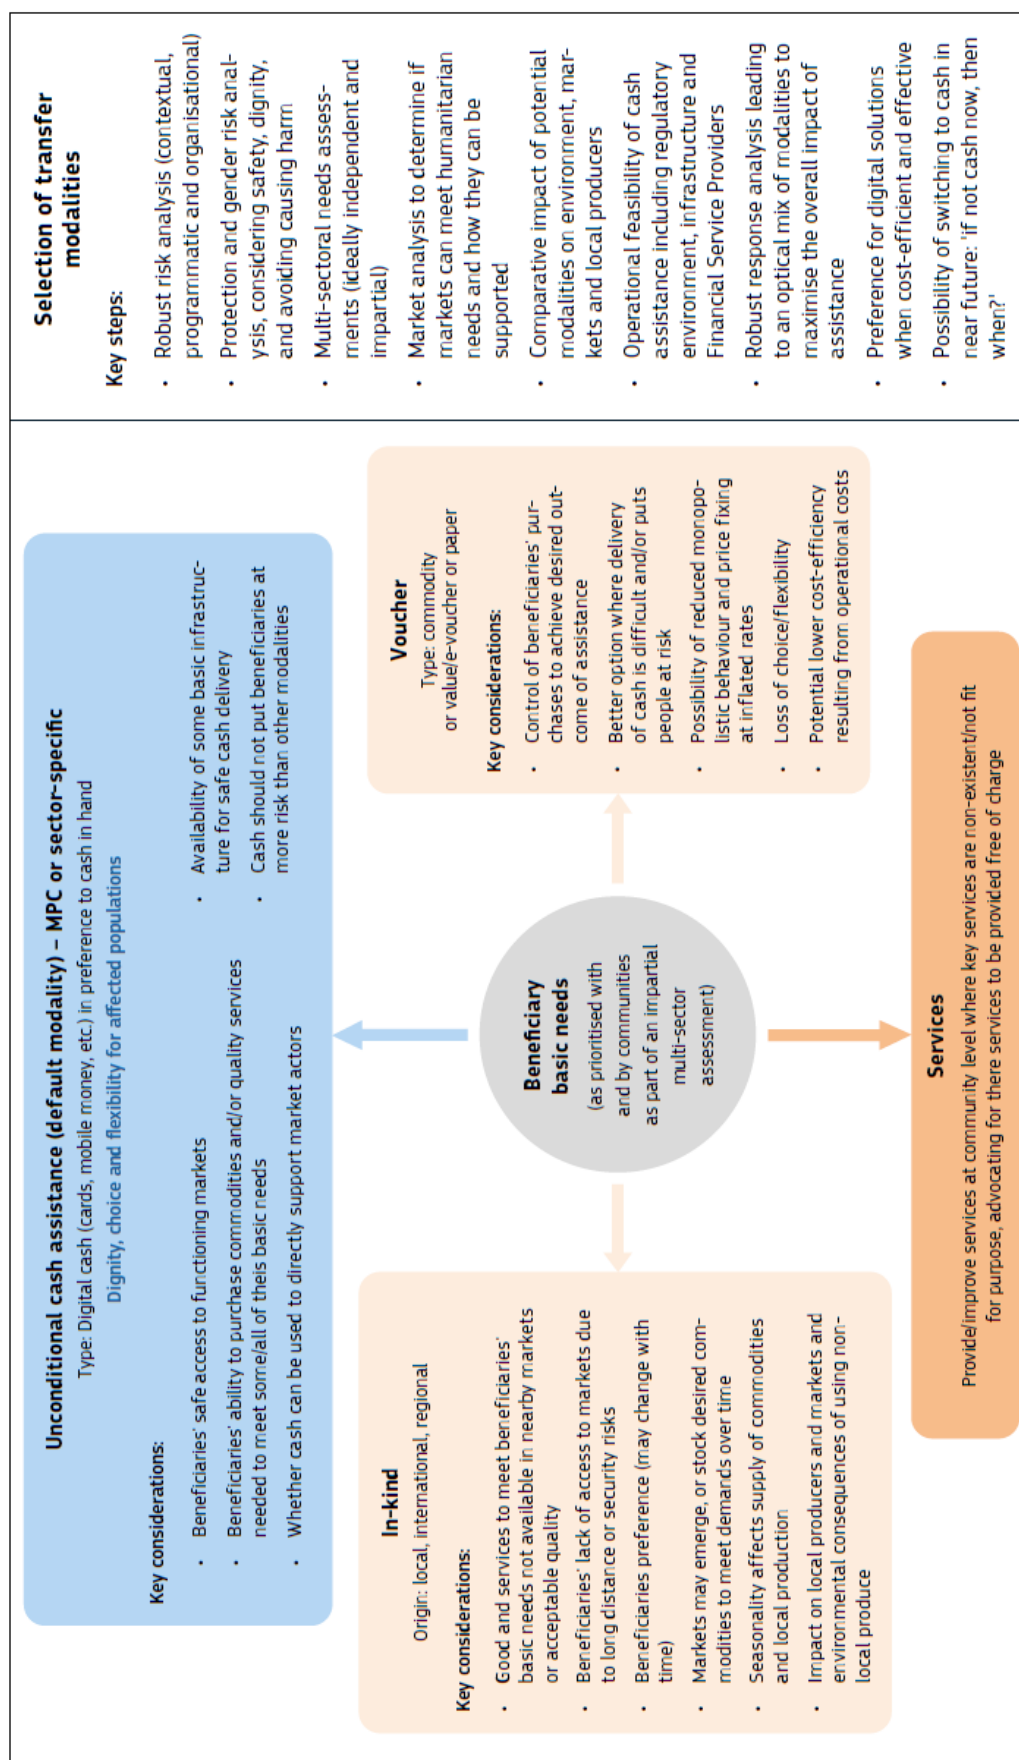 Unconditional cash assistance (default modality) – MPC or sector-specific
Type: Digital cash (cards, mobile money, etc.) in preference to cash in hand
Dignity, choice and flexibility for affected populations
Key considerations:
• Beneficiaries' safe access to functioning markets
• Beneficiaries' ability to purchase commodities and/or quality services
needed to meet some/all of theis basic needs
• Whether cash can be used to directly support market actors
• Availability of some basic infrastruc-
ture for safe cash delivery
• Cash should not put beneficiaries at
more risk than other modalities
In-kind
Origin: local, international, regional
Key considerations:
• Good and services to meet beneficiaries'
basic needs not available in nearby markets
or acceptable quality
• Beneficiaries' lack of access to markets due
to long distance or security risks
• Beneficiaries preference (may change with
time)
• Markets may emerge, or stock desired com-
modities to meet demands over time
• Seasonality affects supply of commodities
and local production
• Impact on local producers and markets and
environmental consequences of using non-
local produce
Beneficiary
basic needs
(as prioritised with
and by communities
as part of an impartial
multi-sector
assessment)
Voucher
Type: commodity
or value/e-voucher or paper
Key considerations:
• Control of beneficiaries' pur-
chases to achieve desired out-
come of assistance
• Better option where delivery
of cash is difficult and/or puts
people at risk
• Possibility of reduced monopo-
listic behaviour and price fixing
at inflated rates
• Loss of choice/flexibility
• Potential lower cost-efficiency
resulting from operational costs
Services
Provide/improve services at community level where key services are non-existent/not fit
for purpose, advocating for there services to be provided free of charge
Selection of transfer
modalities
Key steps:
• Robust risk analysis (contextual,
programmatic and organisational)
• Protection and gender risk anal-
ysis, considering safety, dignity,
and avoiding causing harm
• Multi-sectoral needs assess-
ments (ideally independent and
impartial)
• Market analysis to determine if
markets can meet humanitarian
needs and how they can be
supported
• Comparative impact of potential
modalities on environment, mar-
kets and local producers
• Operational feasibility of cash
assistance including regulatory
environment, infrastructure and
Financial Service Providers
• Robust response analysis leading
to an optical mix of modalities to
maximise the overall impact of
assistance
• Preference for digital solutions
when cost-efficient and effective
• Possibility of switching to cash in
near future: 'if not cash now, then
when?'